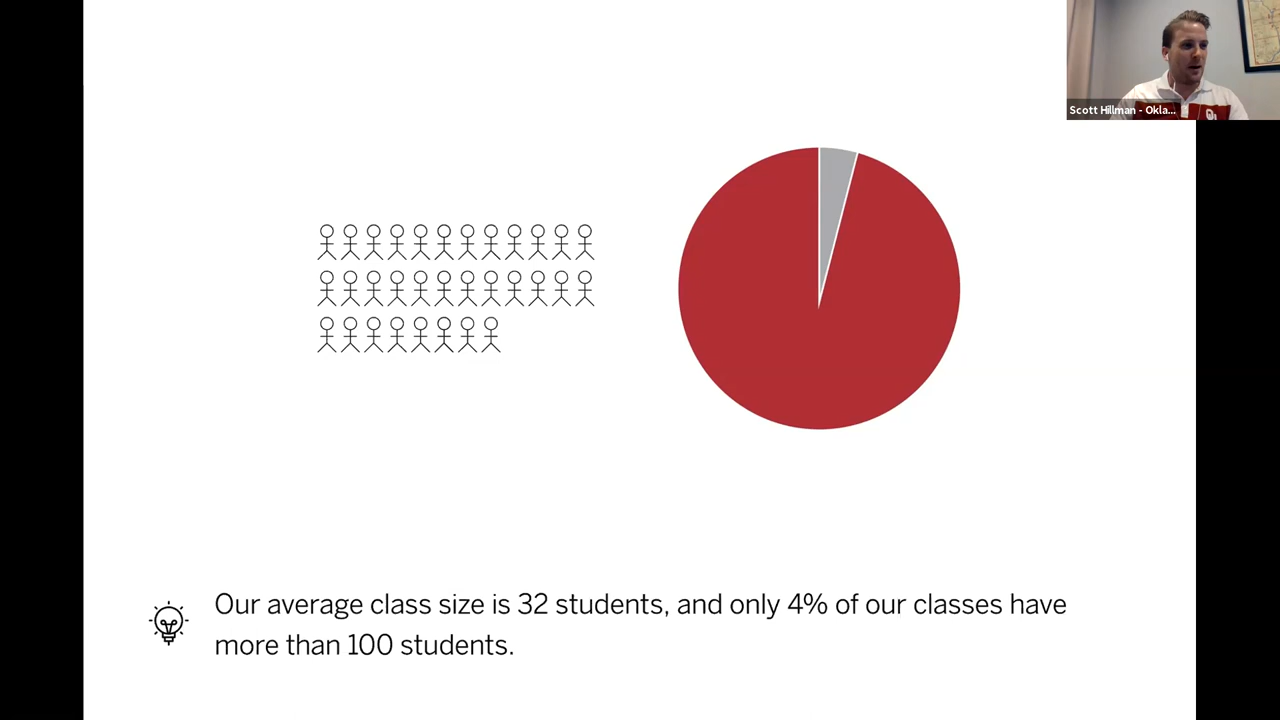 Scott Hillman - Okla...
Our average class size is 32 students, and only 4% of our classes have
more than 100 students.